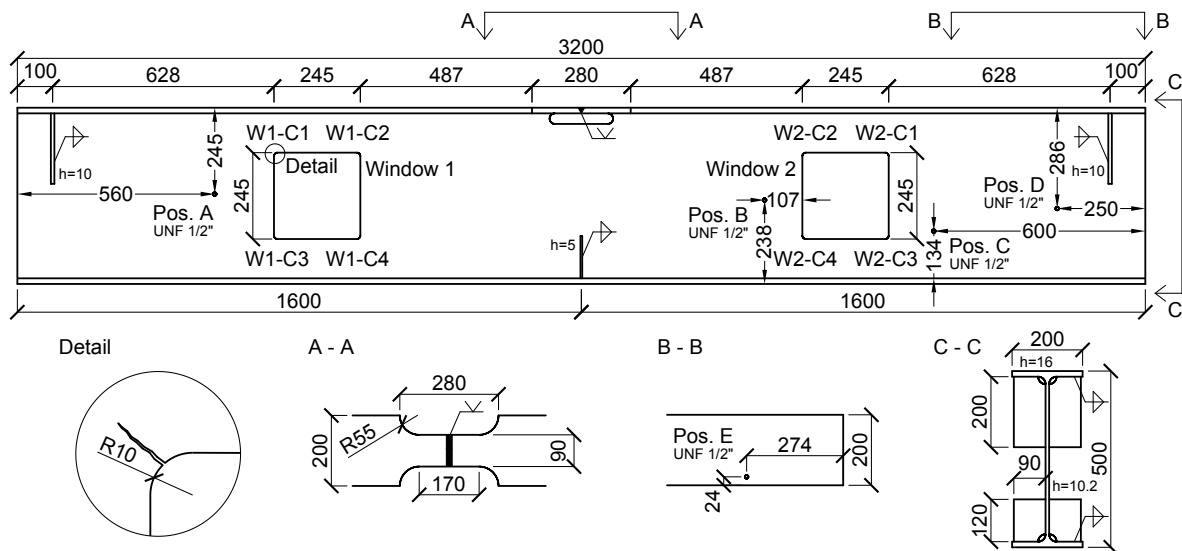 A A B B
3200
100 628 245 487 280 487 245 628 100
C
W1-C1 W1-C2 W2-C2 W2-C1
245 286
h=10 Detail Window 1 Window 2 h=10
560 245 107 245 Pos. D
UNF 1/2"
250
Pos. A
UNF 1/2"
Pos. B
UNF 1/2"
600
h=5 238 134 Pos. C
UNF 1/2"
W1-C3 W1-C4 W2-C4 W2-C3
1600 1600
C
Detail A - A B - B C - C
R10
280
200 R55 90
170
Pos. E
UNF 1/2"
274 200
24
200
h=16
200
90 500
h=10.2
120